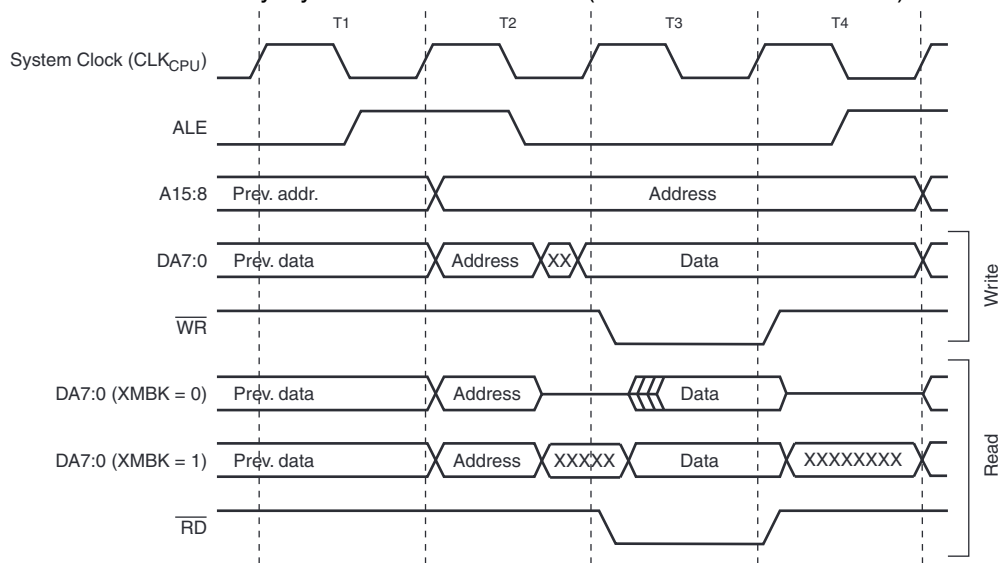 T1 T2 T3 T4
System Clock (CLKCPU)
ALE
A15:8 Prev. addr. Address
DA7:0 Prev. data Address XX Data
WR
Write
DA7:0 (XMBK = 0) Prev. data Address Data
DA7:0 (XMBK = 1) Prev. data Address XXXXX Data XXXXXXXX
RD
Read